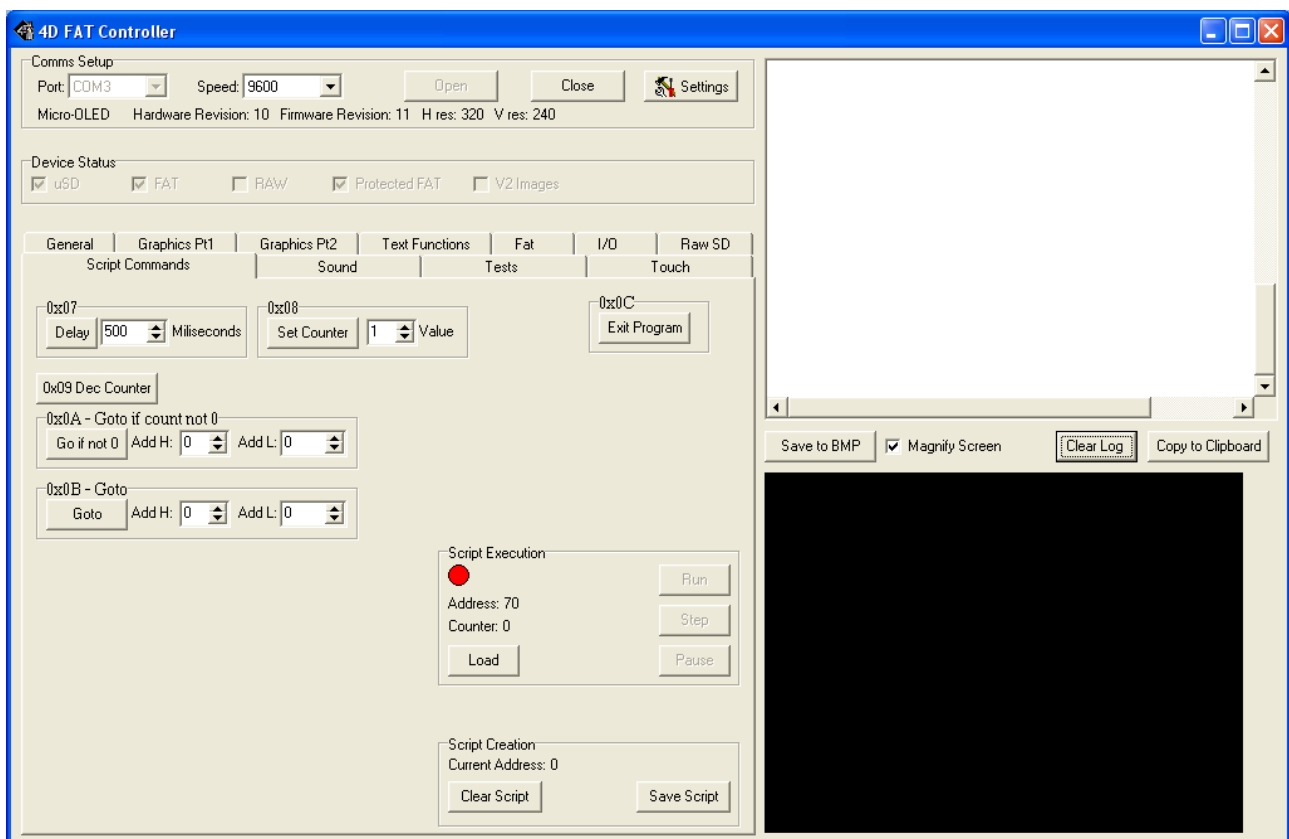 4D FAT Controller
Comms Setup
Port: COM3 Speed: 9600 Open Close Settings
Micro-OLED Hardware Revision: 10 Firmware Revision: 11 H res: 320 V res: 240
Device Status
uSD FAT RAW Protected FAT V2 Images
General Graphics Pt1 Graphics Pt2 Text Functions Fat I/O Raw SD
Script Commands Sound Tests Touch
0x07 0x08 0x0C
Delay 500 Miliseconds Set Counter 1 Value Exit Program
0x09 Dec Counter
0x0A - Goto if count not 0
Go if not 0 Add H: 0 Add L: 0
0x0B - Goto
Goto Add H: 0 Add L: 0
Script Execution
Run
Address: 70
Step
Counter: 0
Load Pause
Script Creation
Current Address: 0
Clear Script Save Script
Save to BMP Magnify Screen Clear Log Copy to Clipboard